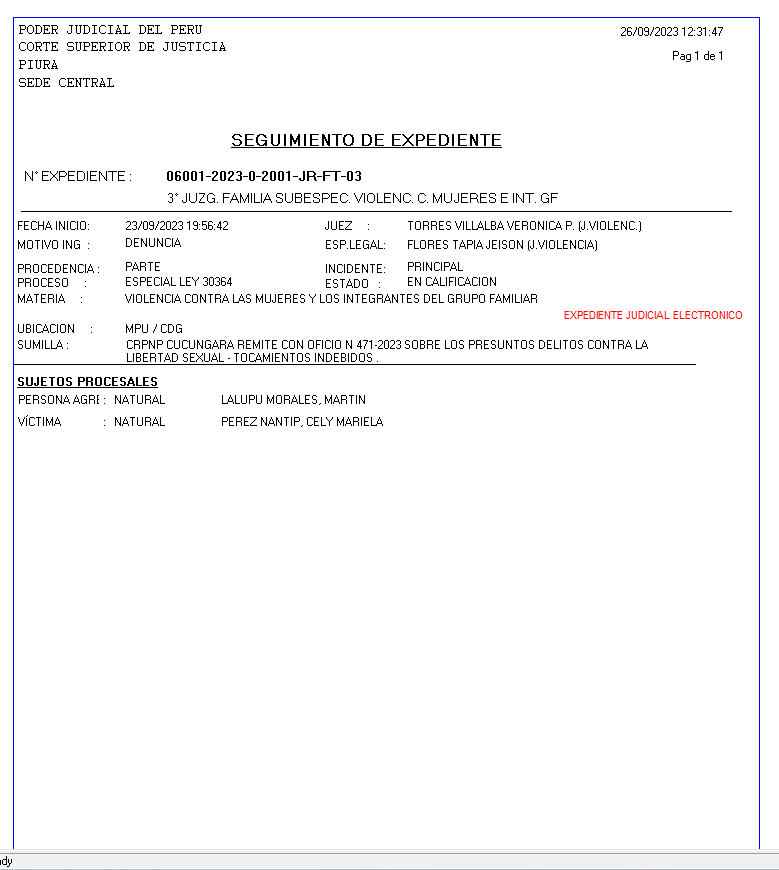 PODER JUDICIAL DEL PERU 26/09/2023 12:31:47
CORTE SUPERIOR DE JUSTICIA
PIURA Pag 1 de 1
SEDE CENTRAL
SEGUIMIENTO DE EXPEDIENTE
N° EXPEDIENTE : 06001-2023-0-2001-JR-FT-03
3° JUZG. FAMILIA SUBESPEC. VIOLENC. C. MUJERES E INT. GF
FECHA INICIO: 23/09/2023 19:56:42 JUEZ : TORRES VILLALBA VERONICA P. (J.VIOLENC.)
MOTIVO ING : DENUNCIA ESP.LEGAL: FLORES TAPIA JEISON (J.VIOLENCIA)
PROCEDENCIA : PARTE INCIDENTE: PRINCIPAL
PROCESO : ESPECIAL LEY 30364 ESTADO : EN CALIFICACION
MATERIA : VIOLENCIA CONTRA LAS MUJERES Y LOS INTEGRANTES DEL GRUPO FAMILIAR
EXPEDIENTE JUDICIAL ELECTRONICO
UBICACION : MPU / CDG
SUMILLA : CRPNP CUCUNGARA REMITE CON OFICIO N 471-2023 SOBRE LOS PRESUNTOS DELITOS CONTRA LA
LIBERTAD SEXUAL - TOCAMIENTOS INDEBIDOS .
SUJETOS PROCESALES
PERSONA AGRE : NATURAL LALUPU MORALES, MARTIN
VÍCTIMA : NATURAL PEREZ NANTIP, CELY MARIELA
ady